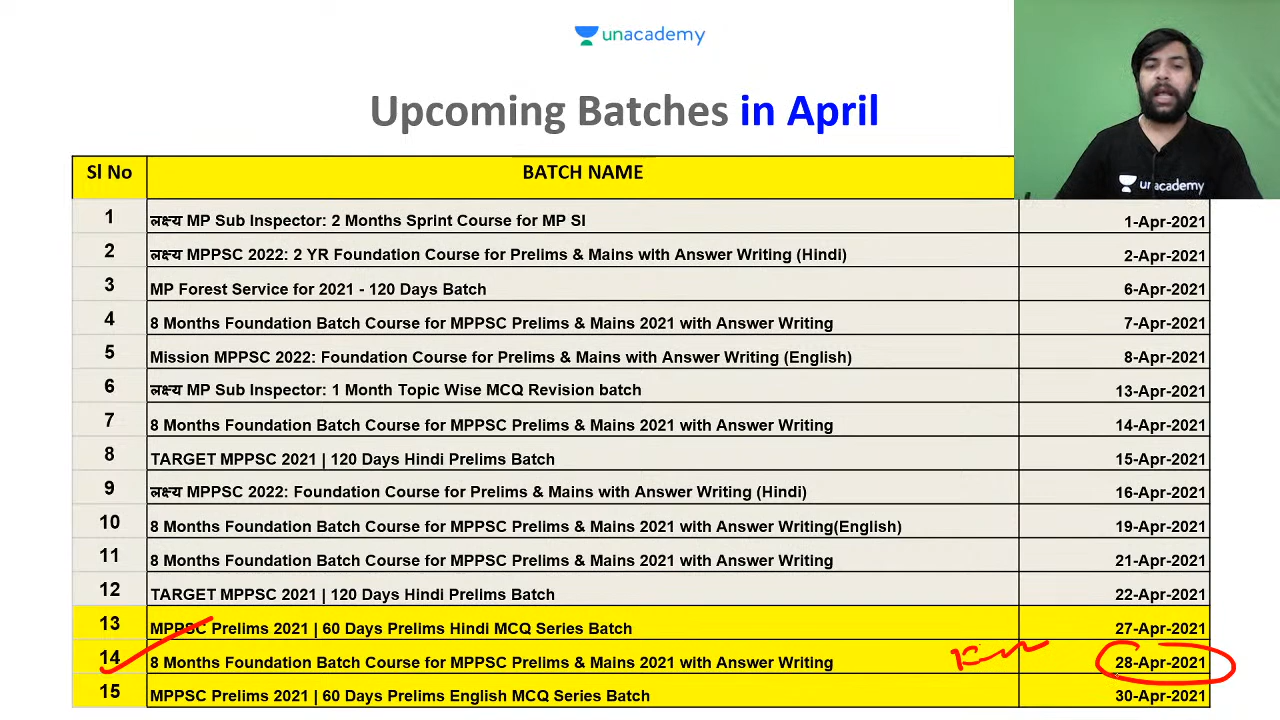 unacademy
Upcoming Batches in April
unacademy
Sl No BATCH NAME
1 लक्ष्य MP Sub Inspector: 2 Months Sprint Course for MP SI 1-Apr-2021
2 लक्ष्य MPPSC 2022: 2 YR Foundation Course for Prelims & Mains with Answer Writing (Hindi) 2-Apr-2021
3 MP Forest Service for 2021 - 120 Days Batch 6-Apr-2021
4 8 Months Foundation Batch Course for MPPSC Prelims & Mains 2021 with Answer Writing 7-Apr-2021
5 Mission MPPSC 2022: Foundation Course for Prelims & Mains with Answer Writing (English) 8-Apr-2021
6 लक्ष्य MP Sub Inspector: 1 Month Topic Wise MCQ Revision batch 13-Apr-2021
7 8 Months Foundation Batch Course for MPPSC Prelims & Mains 2021 with Answer Writing 14-Apr-2021
8 TARGET MPPSC 2021 | 120 Days Hindi Prelims Batch 15-Apr-2021
9 लक्ष्य MPPSC 2022: Foundation Course for Prelims & Mains with Answer Writing (Hindi) 16-Apr-2021
10 8 Months Foundation Batch Course for MPPSC Prelims & Mains 2021 with Answer Writing(English) 19-Apr-2021
11 8 Months Foundation Batch Course for MPPSC Prelims & Mains 2021 with Answer Writing 21-Apr-2021
12 TARGET MPPSC 2021 | 120 Days Hindi Prelims Batch 22-Apr-2021
13 MPPSC Prelims 2021 | 60 Days Prelims Hindi MCQ Series Batch 27-Apr-2021
14 8 Months Foundation Batch Course for MPPSC Prelims & Mains 2021 with Answer Writing 28-Apr-2021
15 MPPSC Prelims 2021 | 60 Days Prelims English MCQ Series Batch 30-Apr-2021